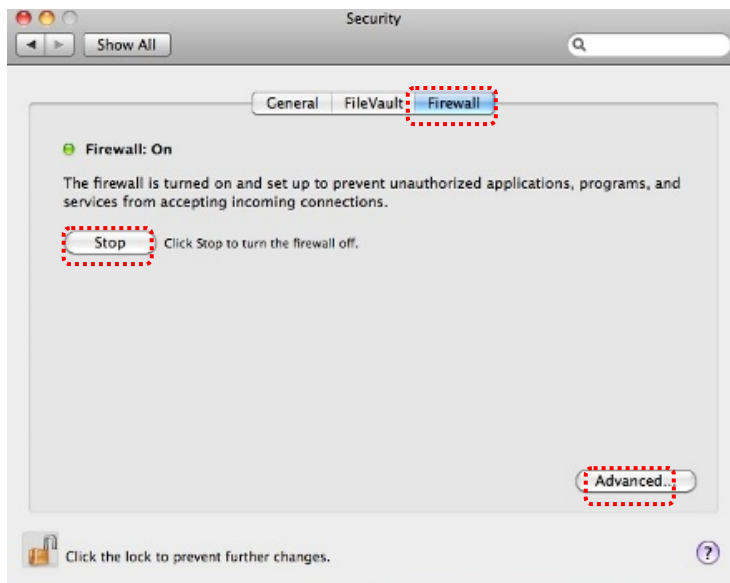 Security
Show All
General FileVault Firewall
Firewall: On
The firewall is turned on and set up to prevent unauthorized applications, programs, and
services from accepting incoming connections.
Stop Click Stop to turn the firewall off.
Advanced...
Click the lock to prevent further changes.
?